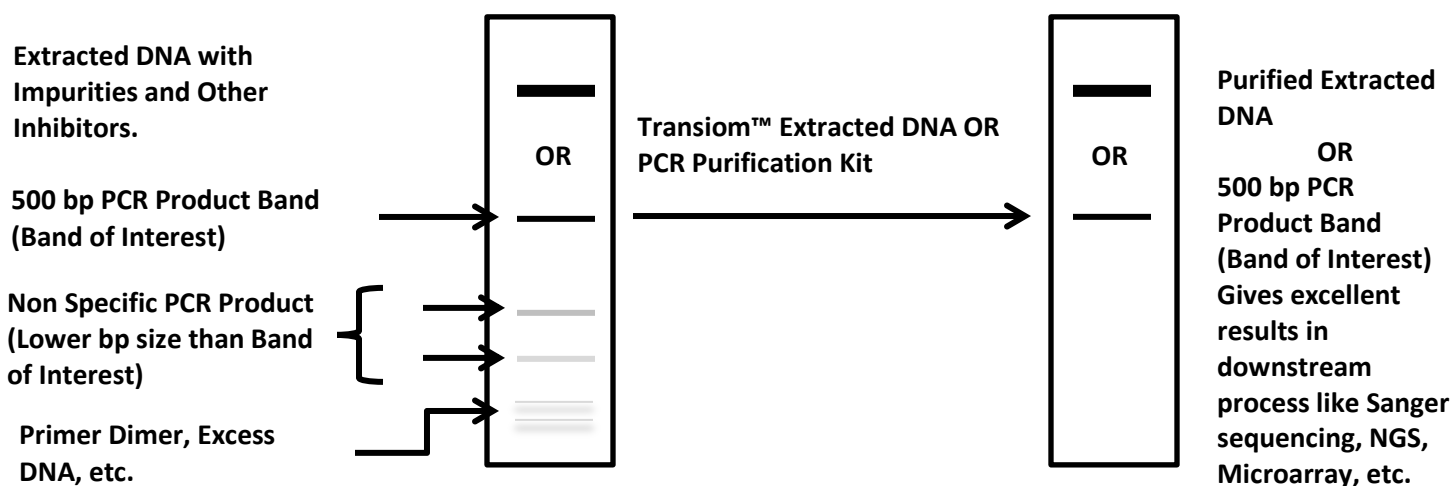 Extracted DNA with
Impurities and Other
Inhibitors.
500 bp PCR Product Band
(Band of Interest)
Non Specific PCR Product
(Lower bp size than Band
of Interest)
Primer Dimer, Excess
DNA, etc.
OR
Transiom™ Extracted DNA OR
PCR Purification Kit
OR
Purified Extracted
DNA
OR
500 bp PCR
Product Band
(Band of Interest)
Gives excellent
results in
downstream
process like Sanger
sequencing, NGS,
Microarray, etc.